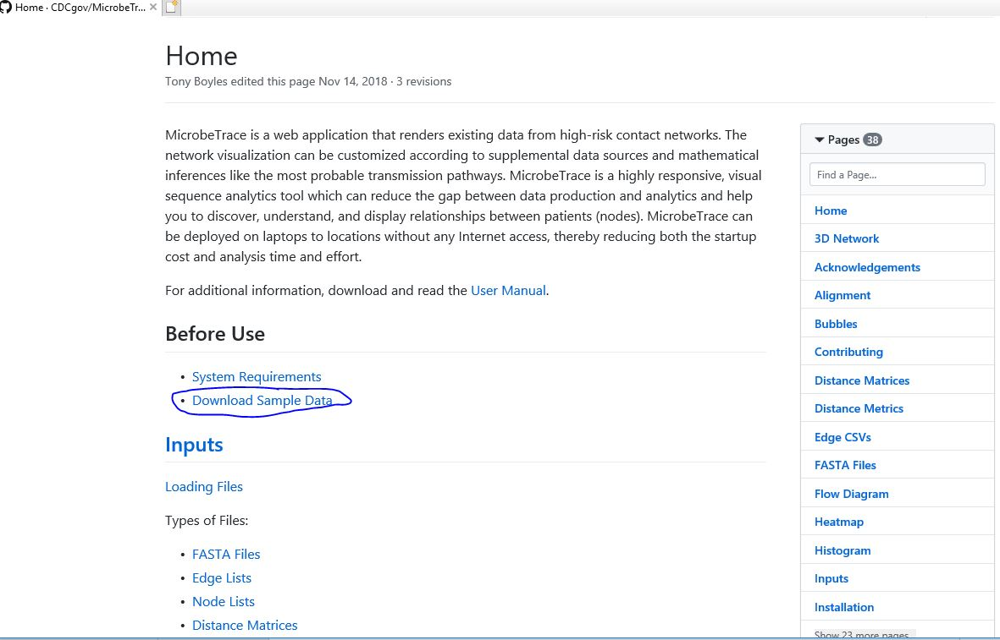 Home · CDCgov/MicrobeTr...
Home
Tony Boyles edited this page Nov 14, 2018 · 3 revisions
MicrobeTrace is a web application that renders existing data from high-risk contact networks. The
network visualization can be customized according to supplemental data sources and mathematical
inferences like the most probable transmission pathways. MicrobeTrace is a highly responsive, visual
sequence analytics tool which can reduce the gap between data production and analytics and help
you to discover, understand, and display relationships between patients (nodes). MicrobeTrace can
be deployed on laptops to locations without any Internet access, thereby reducing both the startup
cost and analysis time and effort.
For additional information, download and read the User Manual.
Before Use
• System Requirements
• Download Sample Data
Inputs
Loading Files
Types of Files:
• FASTA Files
• Edge Lists
• Node Lists
• Distance Matrices
Pages 38
Find a Page...
Home
3D Network
Acknowledgements
Alignment
Bubbles
Contributing
Distance Matrices
Distance Metrics
Edge CSVs
FASTA Files
Flow Diagram
Heatmap
Histogram
Inputs
Installation
Show 23 more pages...